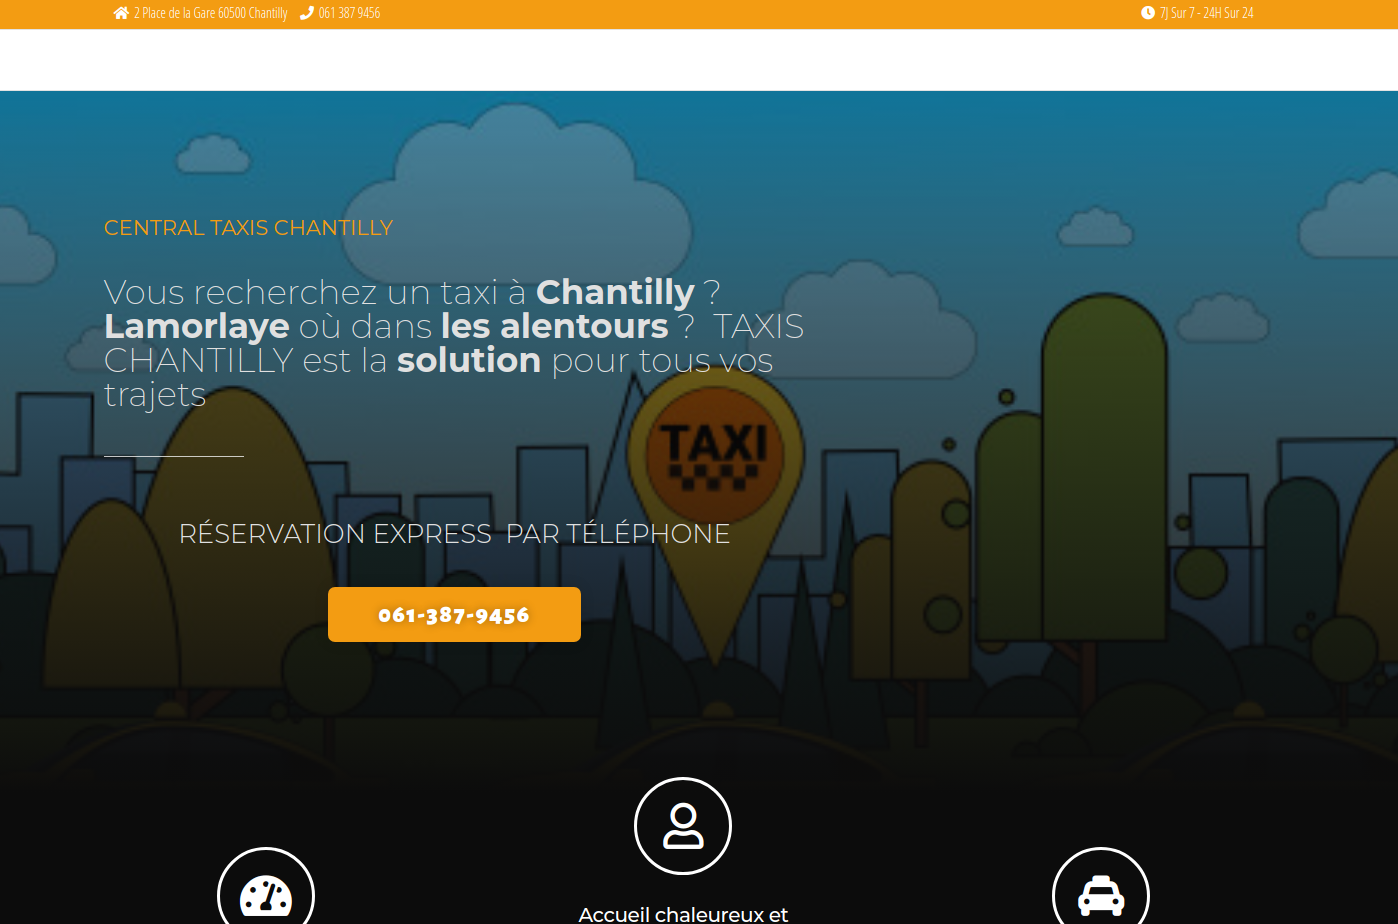 2 Place de la Gare 60500 Chantilly 061 387 9456 7J Sur 7 - 24H Sur 24
CENTRAL TAXIS CHANTILLY
Vous recherchez un taxi à Chantilly ?
Lamorlaye où dans les alentours ? TAXIS
CHANTILLY est la solution pour tous vos
trajets
TAXI
RÉSERVATION EXPRESS PAR TÉLÉPHONE
061-387-9456
Accueil chaleureux et